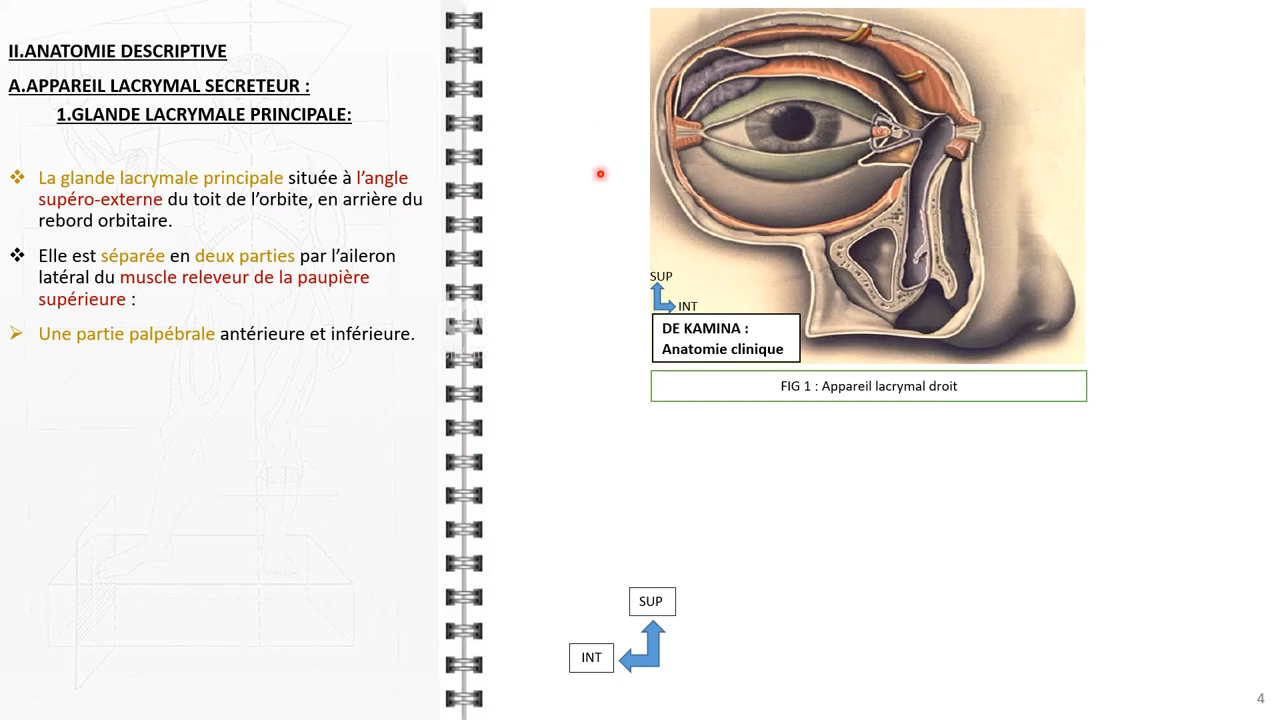 II.ANATOMIE DESCRIPTIVE
A.APPAREIL LACRYMAL SECRETEUR :
1.GLANDE LACRYMALE PRINCIPALE:
La glande lacrymale principale située à l’angle
supéro-externe du toit de l’orbite, en arrière du
rebord orbitaire.
Elle est séparée en deux parties par l’aileron
latéral du muscle releveur de la paupière
supérieure :
Une partie palpébrale antérieure et inférieure.
SUP
INT
DE KAMINA :
Anatomie clinique
FIG 1 : Appareil lacrymal droit
SUP
INT
4